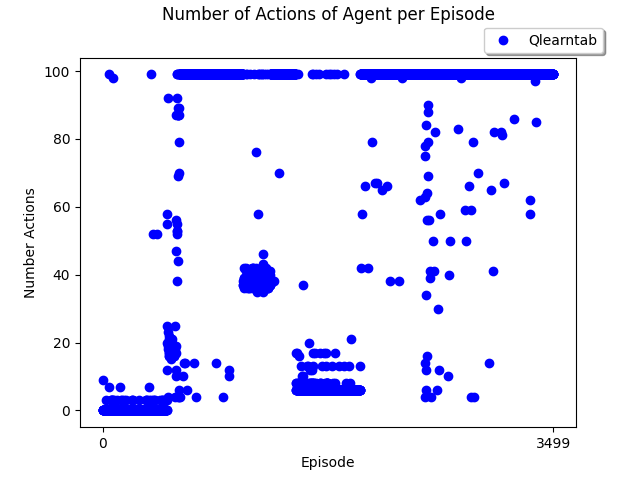 Number of Actions of Agent per Episode
Qlearntab
100
80
60
40
20
0
Number Actions
0
3499
Episode